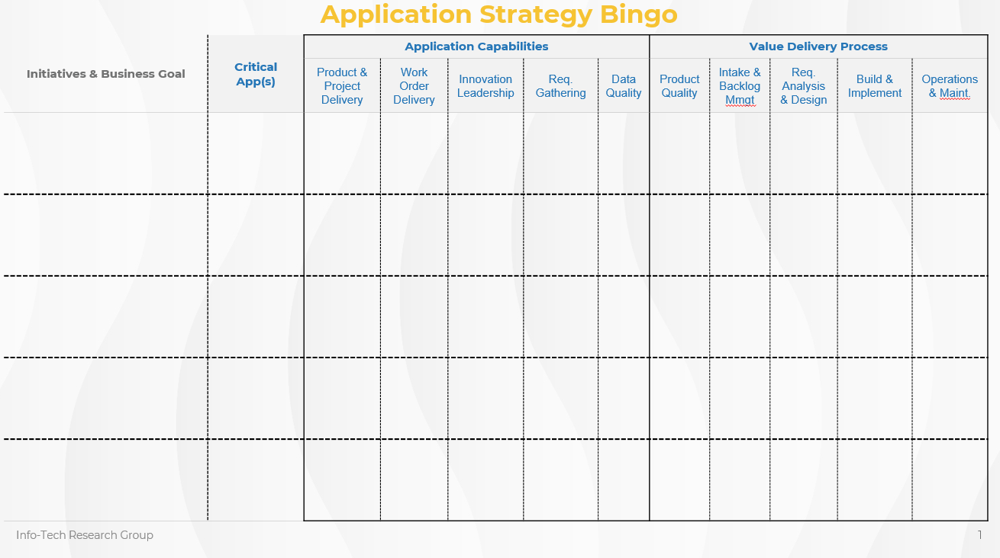 Application Strategy Bingo
Initiatives & Business Goal
Critical
App(s)
Application Capabilities
Value Delivery Process
Product &
Project
Delivery
Work
Order
Delivery
Innovation
Leadership
Req.
Gathering
Data
Quality
Product
Quality
Intake &
Backlog
Mmgt
Req.
Analysis
& Design
Build &
Implement
Operations
& Maint.
Info-Tech Research Group
1